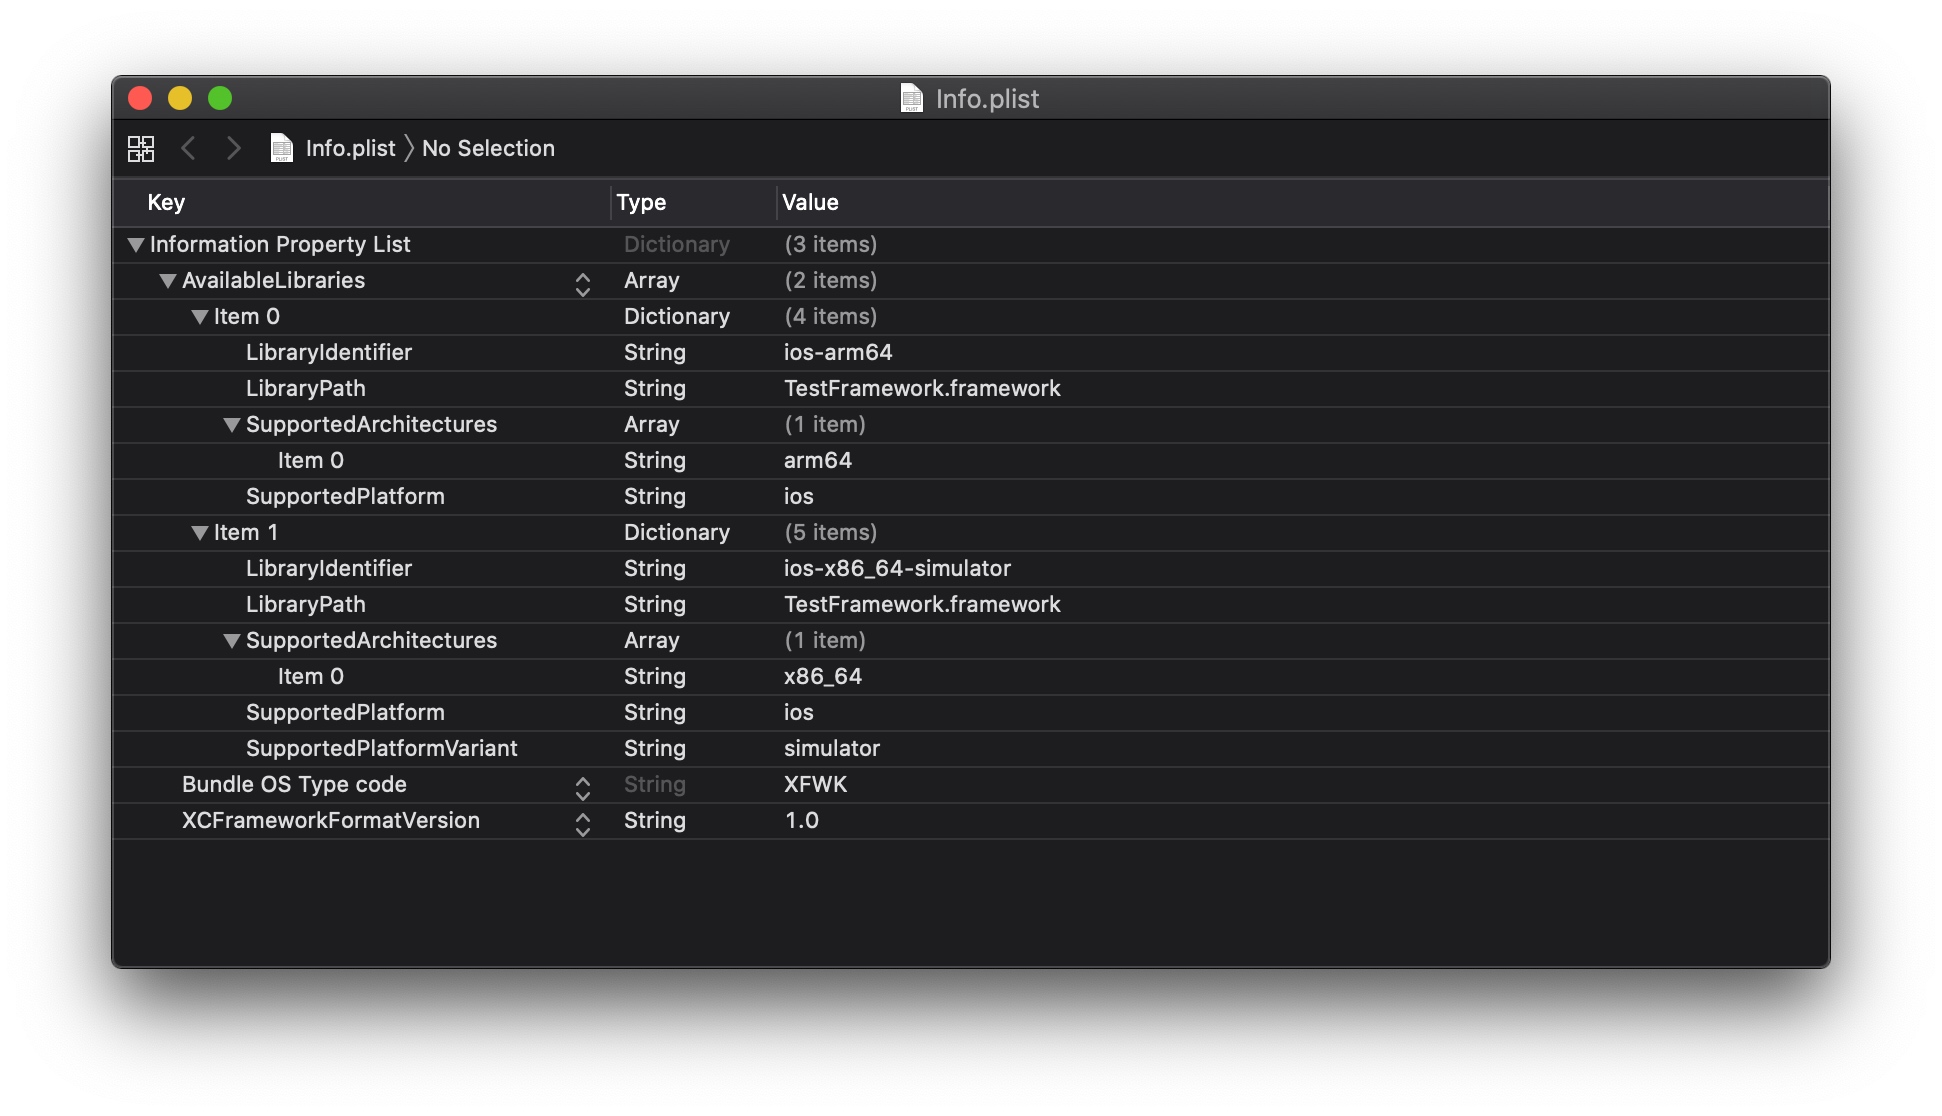 Info.plist
Info.plist 〉 No Selection
Key Type Value
Information Property List Dictionary (3 items)
AvailableLibraries Array (2 items)
Item 0 Dictionary (4 items)
LibraryIdentifier String ios-arm64
LibraryPath String TestFramework.framework
SupportedArchitectures Array (1 item)
Item 0 String arm64
SupportedPlatform String ios
Item 1 Dictionary (5 items)
LibraryIdentifier String ios-x86_64-simulator
LibraryPath String TestFramework.framework
SupportedArchitectures Array (1 item)
Item 0 String x86_64
SupportedPlatform String ios
SupportedPlatformVariant String simulator
Bundle OS Type code String XFWK
XCFrameworkFormatVersion String 1.0